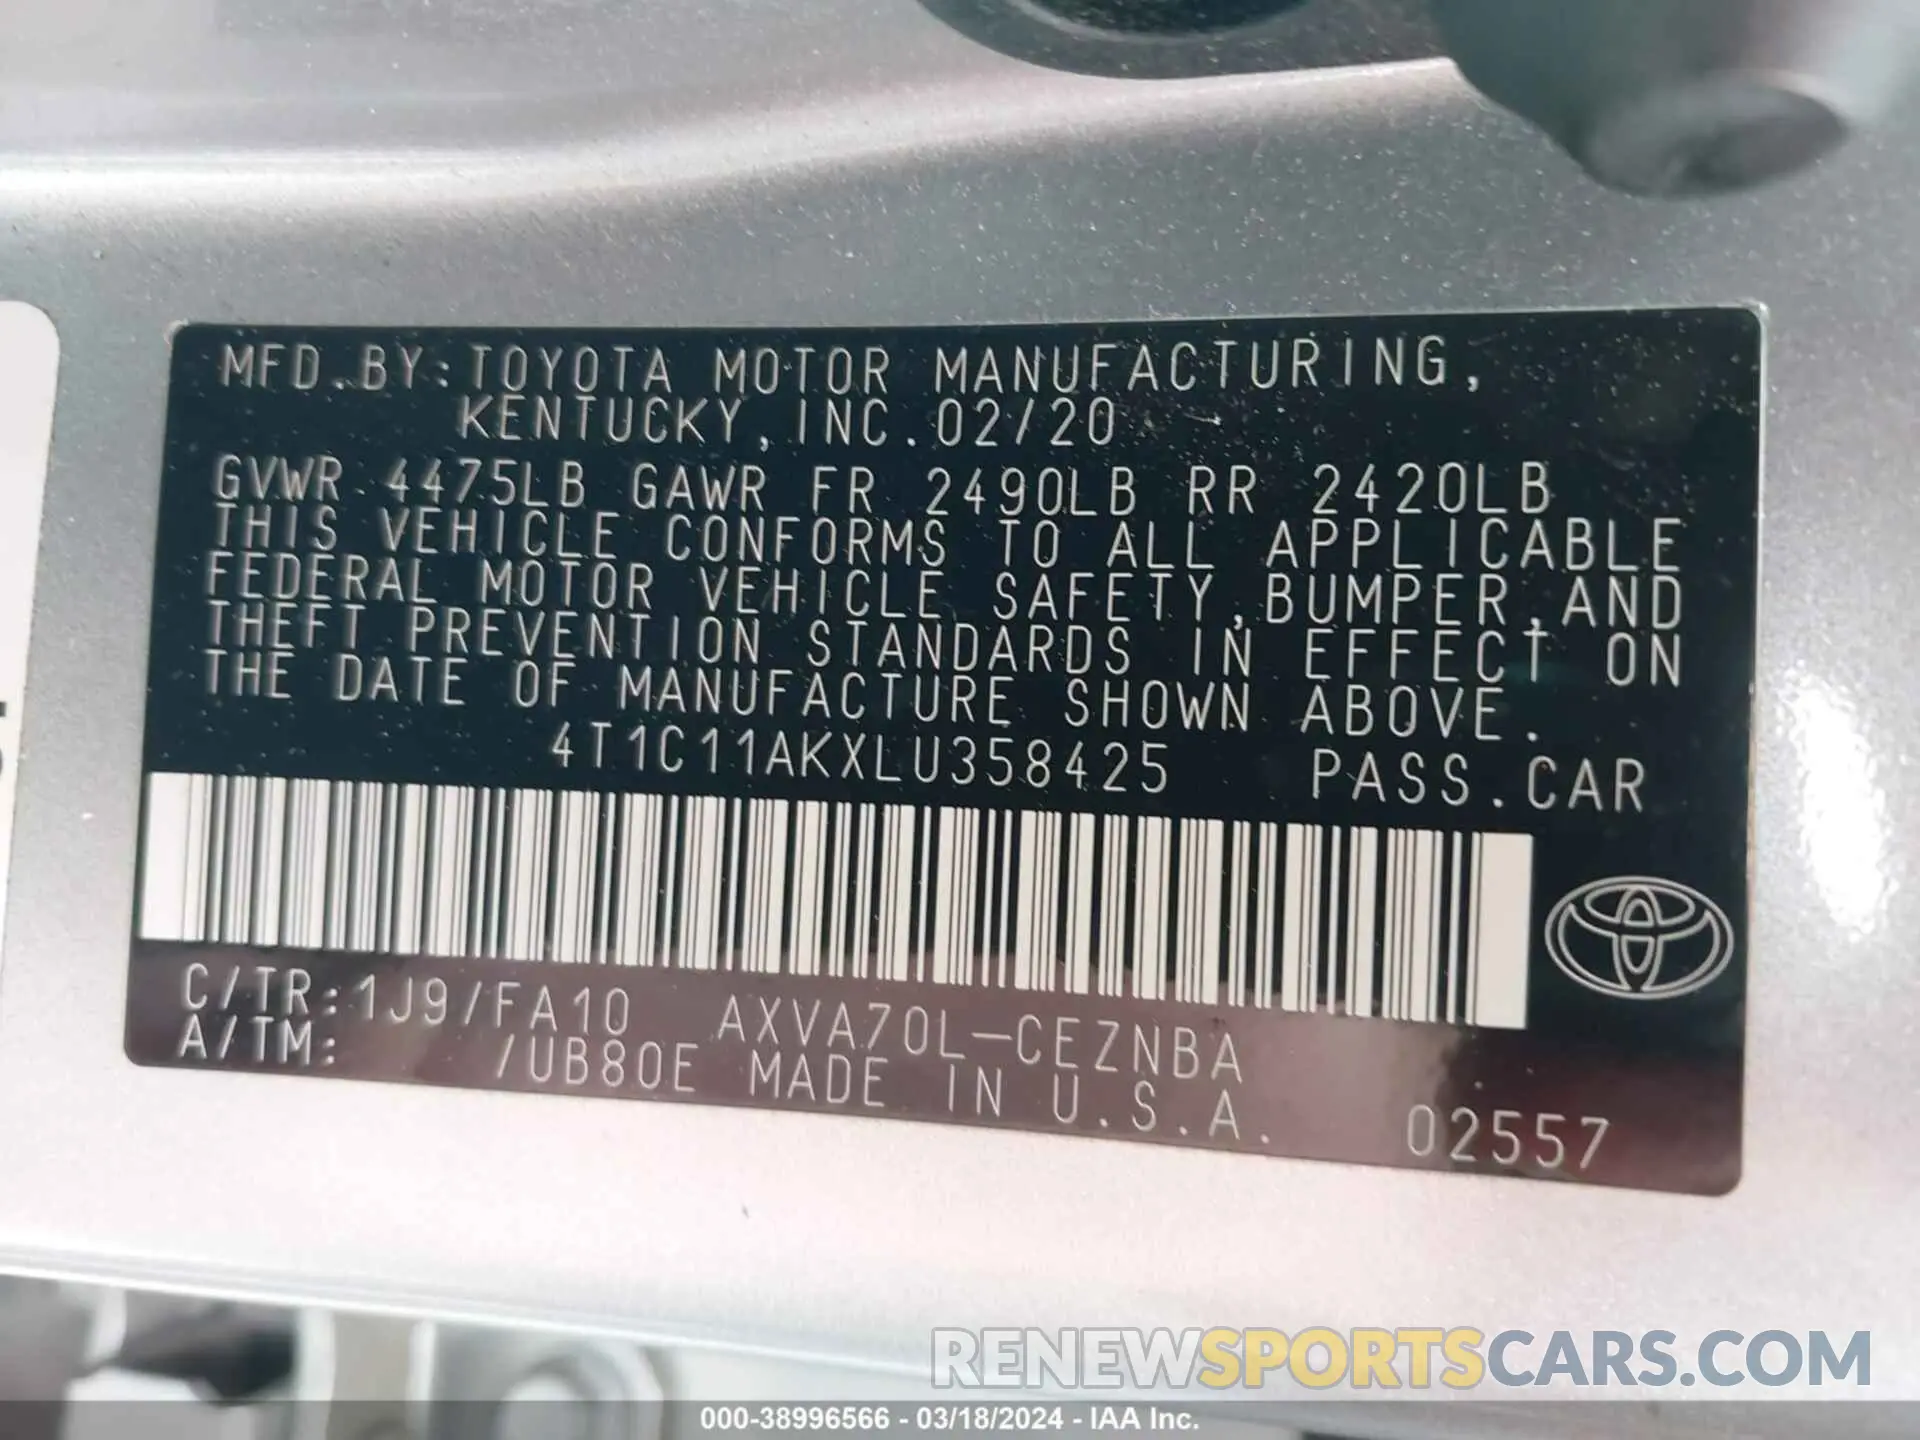 MFD.BY:TOYOTA MOTOR MANUFACTURING,
KENTUCKY, INC. 02/20
GVWR 4475LB GAWR FR 2490LB RR 2420LB
THIS VEHICLE CONFORMS TO ALL APPLICABLE
FEDERAL MOTOR VEHICLE SAFETY,BUMPER,AND
THEFT PREVENTION STANDARDS IN EFFECT ON
THE DATE OF MANUFACTURE SHOWN ABOVE.
4T1C11AKXLU358425 PASS.CAR
C/TR:1J9/FA10 AXVA70L-CEZNBA
A/TM: /UB80E MADE IN U.S.A.
02557
RENEWSPORTSCARS.COM
000-38996566 - 03/18/2024 - IAA Inc.